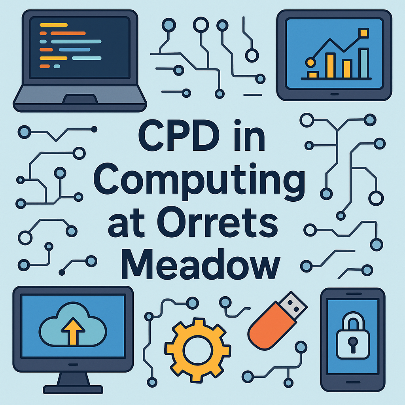 CPD in
Computing
at Orrets
Meadow